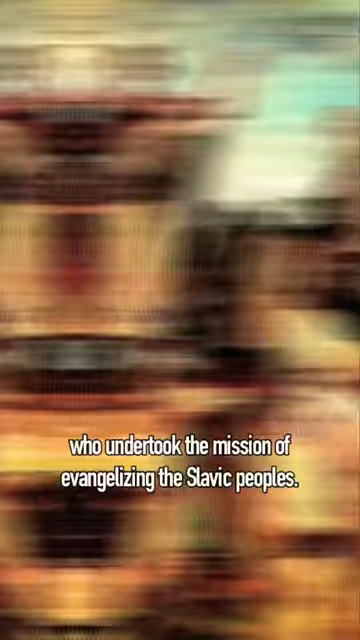 who undertook the mission of
evangelizing the Slavic peoples.